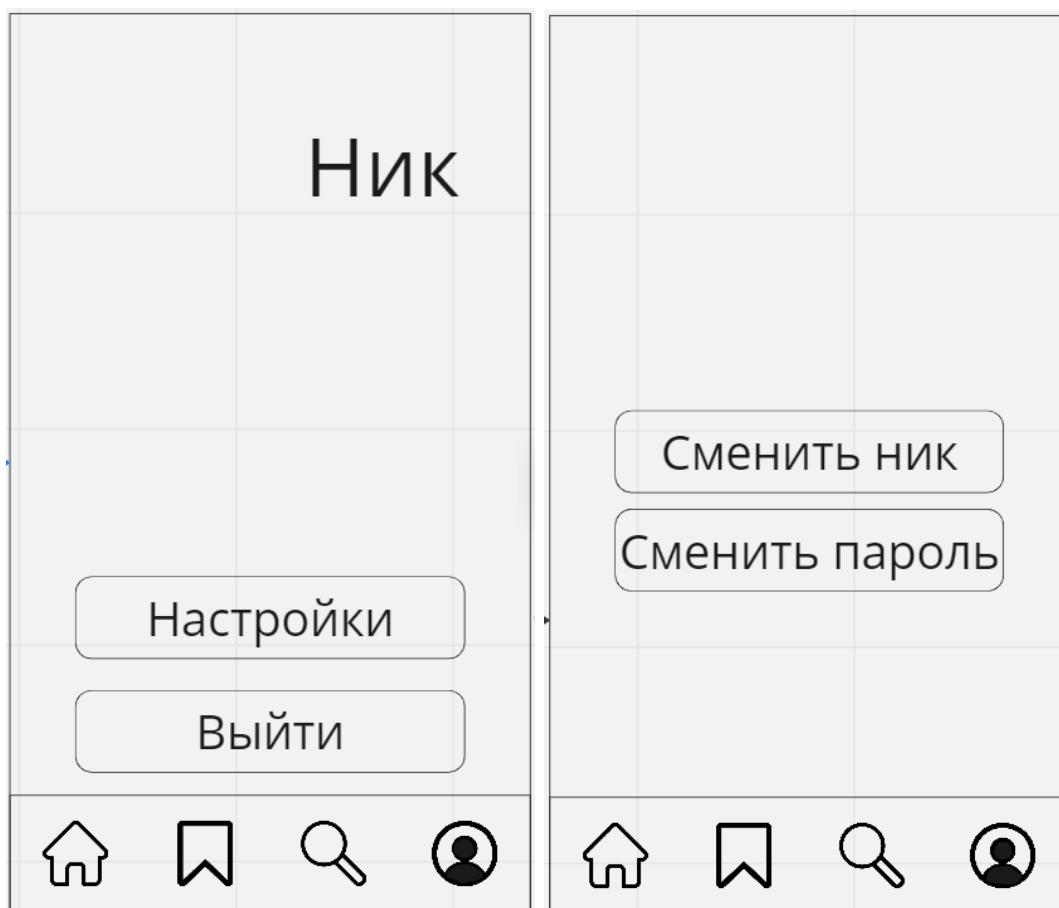 Ник
Настройки
Выйти
Сменить ник
Сменить пароль